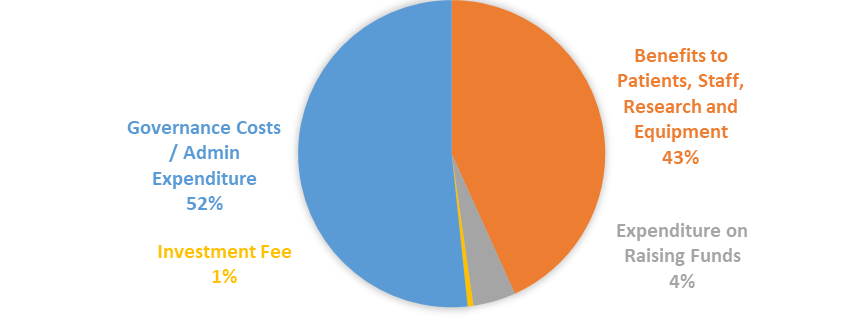 Benefits to
Patients, Staff,
Research and
Equipment
43%
Governance Costs
/ Admin
Expenditure
52%
Expenditure on
Raising Funds
4%
Investment Fee
1%